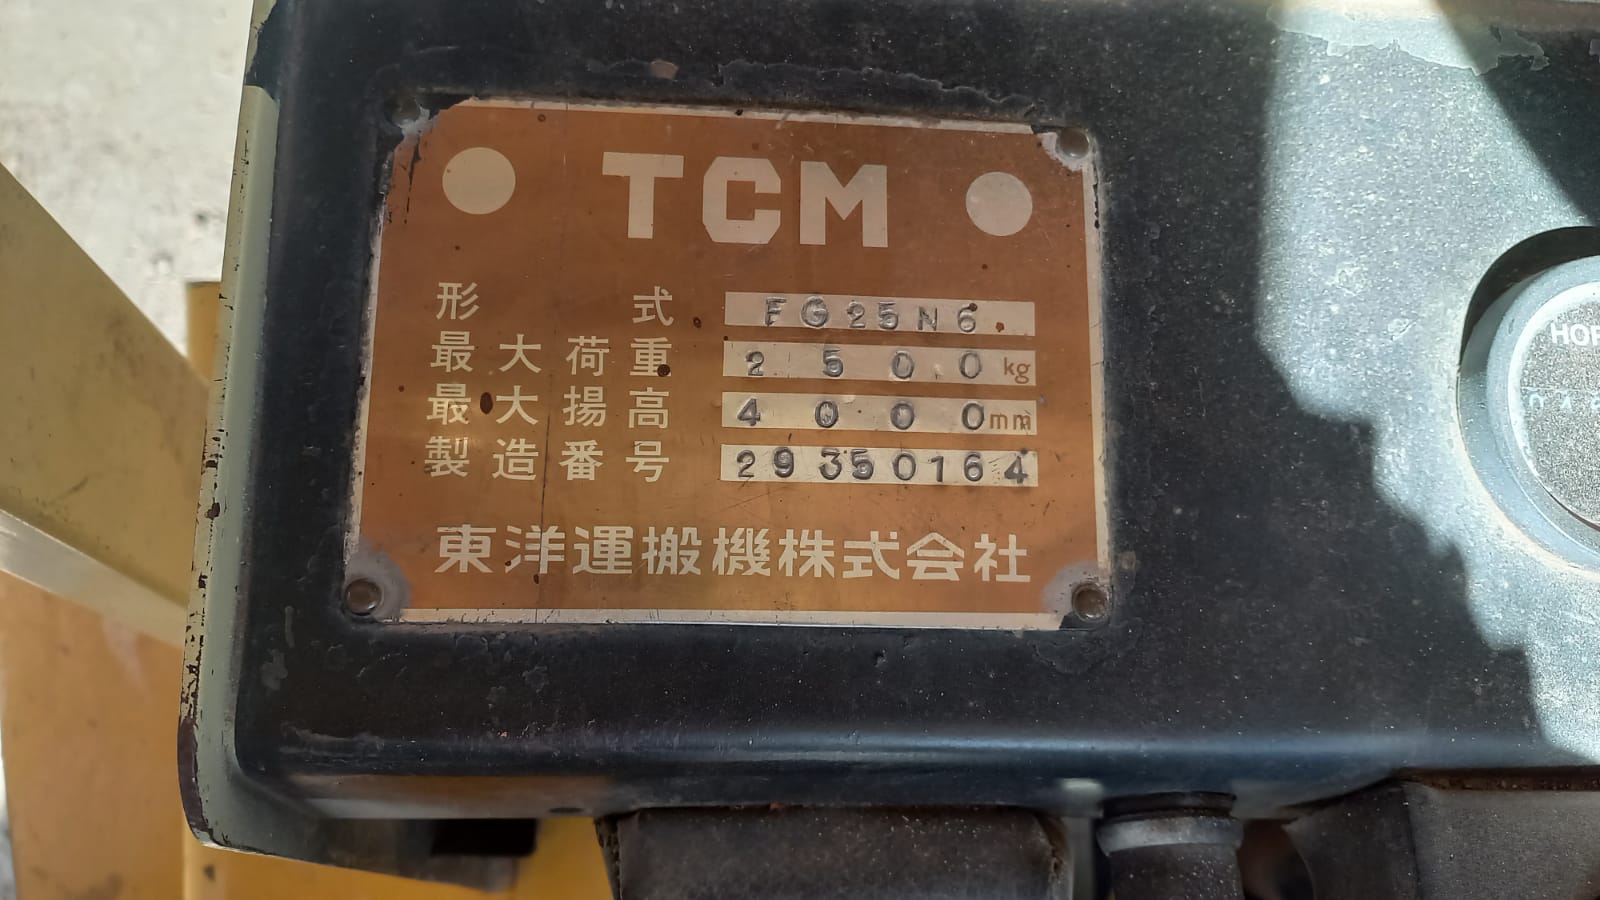 TCM
形式 FG25N6
最大荷重 2500kg
最大揚高 4000mm
製造番号 29350164
東洋運搬機株式会社
HO